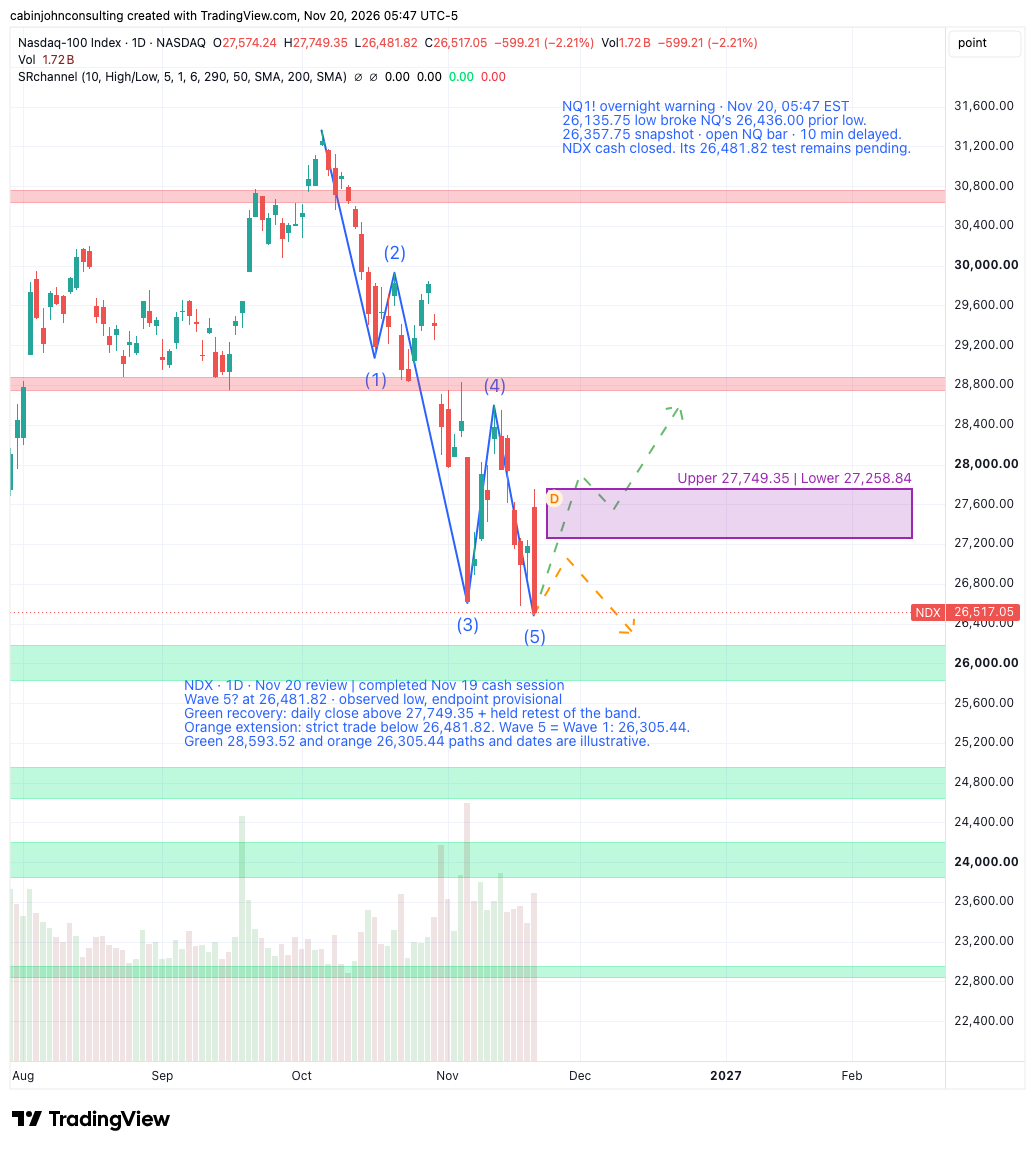 cabinjohnconsulting created with TradingView.com, Nov 20, 2026 05:47 UTC-5
Nasdaq-100 Index · 1D · NASDAQ O27,574.24 H27,749.35 L26,481.82 C26,517.05 −599.21 (−2.21%) Vol1.72B −599.21 (−2.21%)
point
Vol 1.72B
SRchannel (10, High/Low, 5, 1, 6, 290, 50, SMA, 200, SMA) ∅ ∅ 0.00 0.00 0.00 0.00
NQ1! overnight warning · Nov 20, 05:47 EST
26,135.75 low broke NQ's 26,436.00 prior low.
26,357.75 snapshot · open NQ bar · 10 min delayed.
NDX cash closed. Its 26,481.82 test remains pending.
31,600.00
31,200.00
30,800.00
30,400.00
(2)
30,000.00
29,600.00
29,200.00
(1)
(4)
28,800.00
28,400.00
28,000.00
Upper 27,749.35 | Lower 27,258.84
D
27,600.00
27,200.00
26,800.00
NDX 26,517.05
26,400.00
(3)
(5)
26,000.00
NDX · 1D · Nov 20 review | completed Nov 19 cash session
Wave 5? at 26,481.82 · observed low, endpoint provisional
Green recovery: daily close above 27,749.35 + held retest of the band.
Orange extension: strict trade below 26,481.82. Wave 5 = Wave 1: 26,305.44.
Green 28,593.52 and orange 26,305.44 paths and dates are illustrative.
25,600.00
25,200.00
24,800.00
24,400.00
24,000.00
23,600.00
23,200.00
22,800.00
22,400.00
Aug Sep Oct Nov Dec 2027 Feb
TradingView